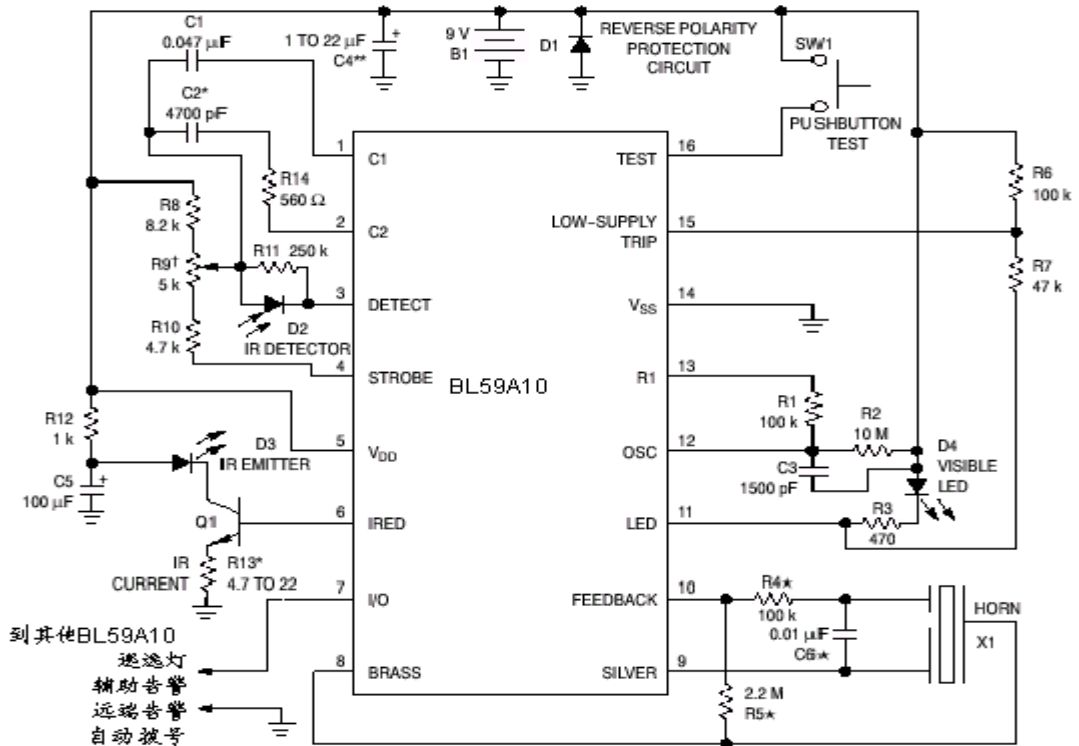 C1
0.047 µF
1 TO 22 µF
C4**
+
9 V
B1
D1
REVERSE POLARITY
PROTECTION
CIRCUIT
SW1
PUSHBUTTON
TEST
C2*
4700 pF
R14
560 Ω
1
C1
TEST
16
R6
100 k
2
C2
LOW-SUPPLY
TRIP
15
R7
47 k
R8
8.2 k
R9†
5 k
R11 250 k
3
DETECT
VSS
14
D2
IR DETECTOR
R10
4.7 k
4
STROBE
BL59A10
R1
13
R1
100 k
R2
10 M
R12
1 k
5
VDD
OSC
12
C3
1500 pF
D4
VISIBLE
LED
D3
IR EMITTER
C5
100 µF
+
Q1
6
IRED
LED
11
R3
470
IR
CURRENT
R13*
4.7 TO 22
7
I/O
FEEDBACK
10
R4★
100 k
0.01 µF
C6★
HORN
X1
到其他BL59A10
逃逸灯
辅助告警
远端告警
自动拨号
8
BRASS
SILVER
9
2.2 M
R5★